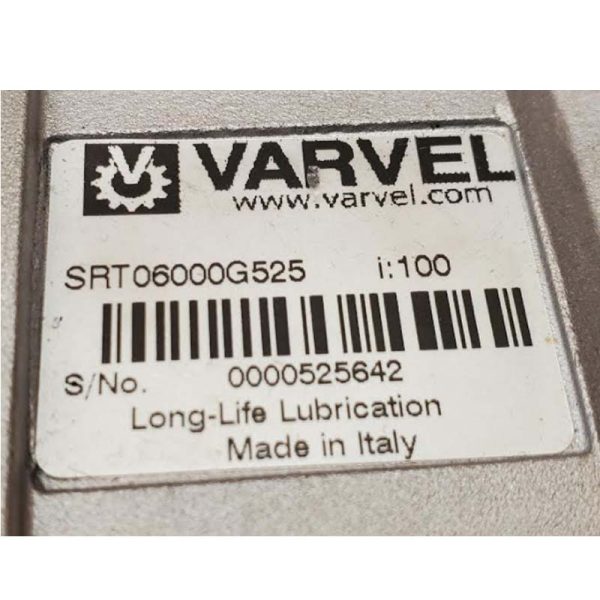 VARVEL
www.varvel.com
SRT06000G525 i:100
S/No. 0000525642
Long-Life Lubrication
Made in Italy